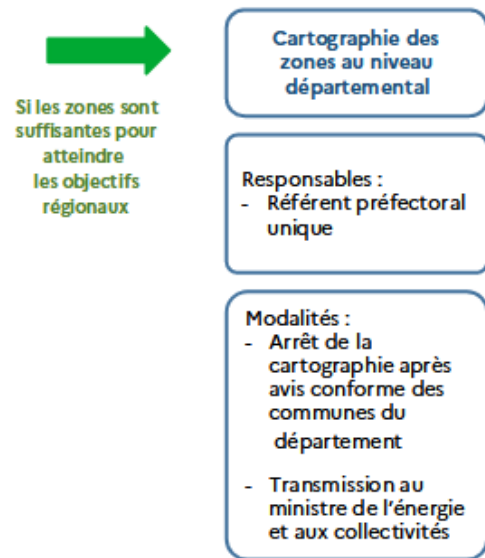 Si les zones sont
suffisantes pour
atteindre
les objectifs
régionaux
Cartographie des
zones au niveau
départemental
Responsables :
- Référent préfectoral
unique
Modalités :
- Arrêt de la
cartographie après
avis conforme des
communes du
département
- Transmission au
ministre de l'énergie
et aux collectivités